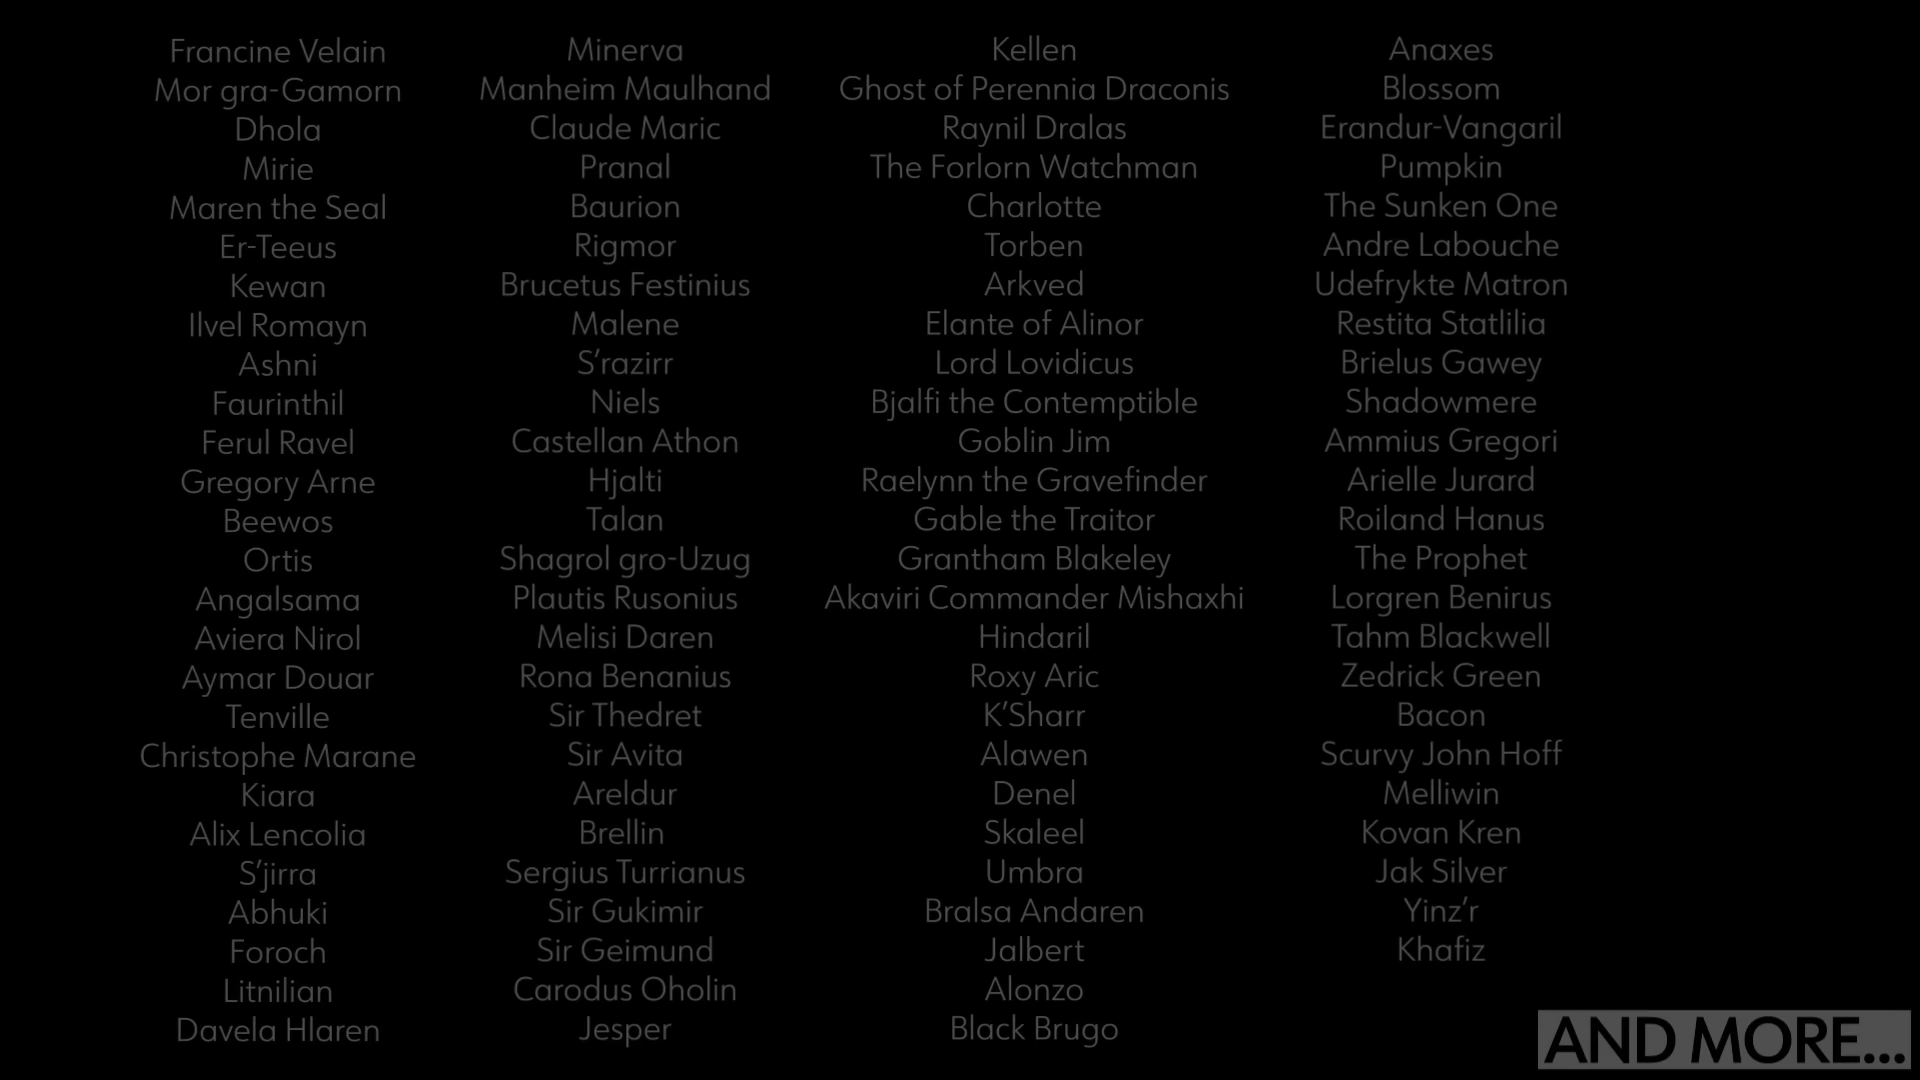 Francine Velain
Mor gra-Gamorn
Dhola
Mirie
Maren the Seal
Er-Teeus
Kewan
Ilvel Romayn
Ashni
Faurinthil
Ferul Ravel
Gregory Arne
Beewos
Ortis
Angalsama
Aviera Nirol
Aymar Douar
Tenville
Christophe Marane
Kiara
Alix Lencolia
S’jirra
Abhuki
Foroch
Litnilian
Davela Hlaren
Minerva
Manheim Maulhand
Claude Maric
Pranal
Baurion
Rigmor
Brucetus Festinius
Malene
S’razirr
Niels
Castellan Athon
Hjalti
Talan
Shagrol gro-Uzug
Plautis Rusonius
Melisi Daren
Rona Benanius
Sir Thedret
Sir Avita
Areldur
Brellin
Sergius Turrianus
Sir Gukimir
Sir Geimund
Carodus Oholin
Jesper
Kellen
Ghost of Perennia Draconis
Raynil Dralas
The Forlorn Watchman
Charlotte
Torben
Arkved
Elante of Alinor
Lord Lovidicus
Bjalfi the Contemptible
Goblin Jim
Raelynn the Gravefinder
Gable the Traitor
Grantham Blakeley
Akaviri Commander Mishaxhi
Hindaril
Roxy Aric
K’Sharr
Alawen
Denel
Skaleel
Umbra
Bralsa Andaren
Jalbert
Alonzo
Black Brugo
Anaxes
Blossom
Erandur-Vangaril
Pumpkin
The Sunken One
Andre Labouche
Udefrykte Matron
Restita Statlilia
Brielus Gawey
Shadowmere
Ammius Gregori
Arielle Jurard
Roiland Hanus
The Prophet
Lorgren Benirus
Tahm Blackwell
Zedrick Green
Bacon
Scurvy John Hoff
Melliwin
Kovan Kren
Jak Silver
Yinz’r
Khafiz
AND MORE...